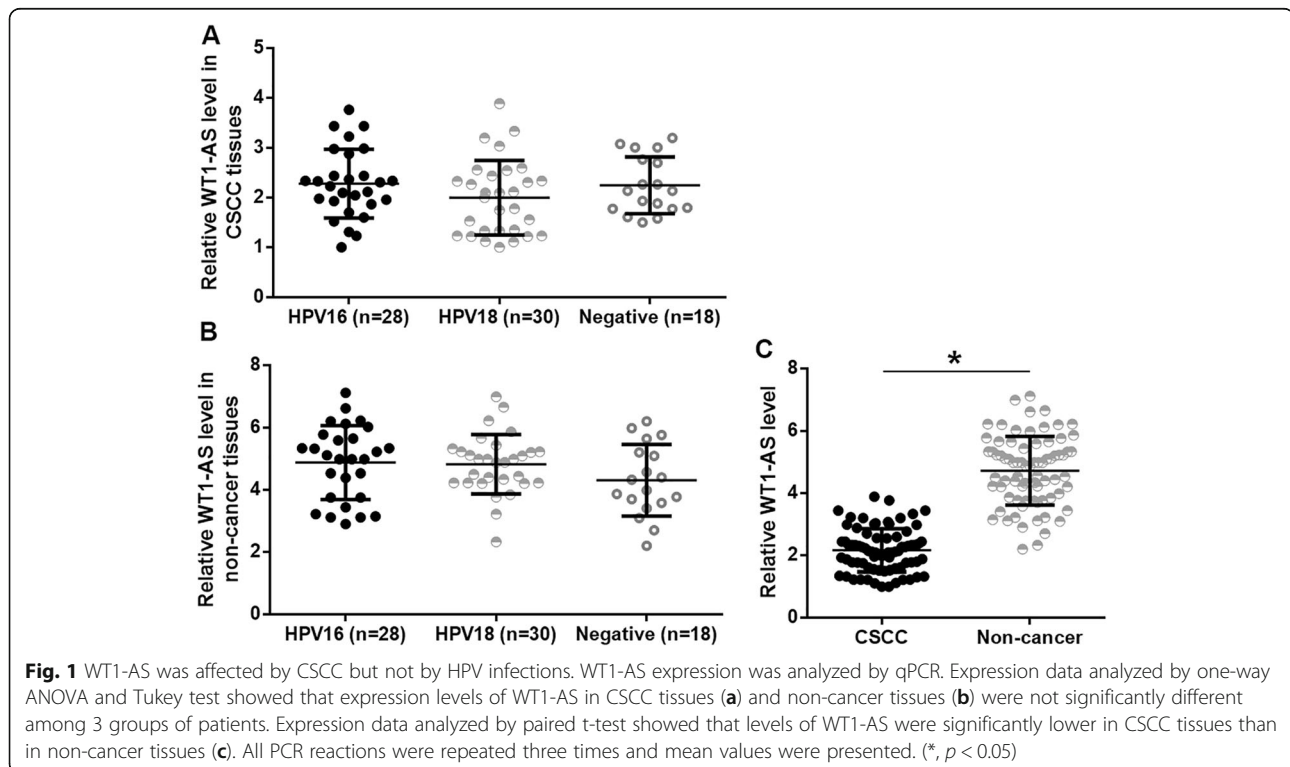 A
Relative WT1-AS level in
CSCC tissues
5
4
3
2
1
0
HPV16 (n=28) HPV18 (n=30) Negative (n=18)
B
Relative WT1-AS level in
non-cancer tissues
8
6
4
2
0
HPV16 (n=28) HPV18 (n=30) Negative (n=18)
C
Relative WT1-AS level
8
6
4
2
0
*
CSCC Non-cancer
Fig. 1 WT1-AS was affected by CSCC but not by HPV infections. WT1-AS expression was analyzed by qPCR. Expression data analyzed by one-way
ANOVA and Tukey test showed that expression levels of WT1-AS in CSCC tissues (a) and non-cancer tissues (b) were not significantly different
among 3 groups of patients. Expression data analyzed by paired t-test showed that levels of WT1-AS were significantly lower in CSCC tissues than
in non-cancer tissues (c). All PCR reactions were repeated three times and mean values were presented. (*, p < 0.05)